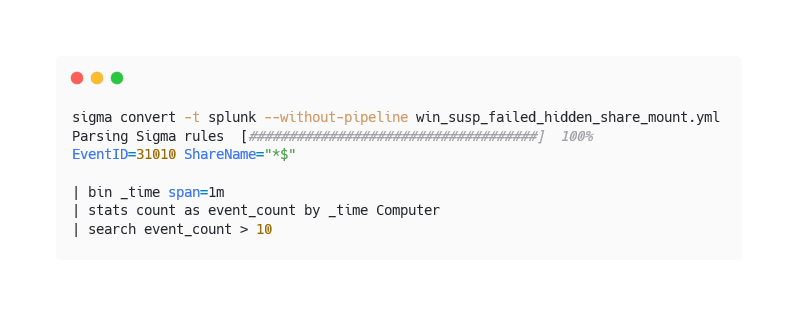 sigma convert -t splunk --without-pipeline win_susp_failed_hidden_share_mount.yml
Parsing Sigma rules  [####################################]  100%
EventID=31010 ShareName="*$"
| bin _time span=1m
| stats count as event_count by _time Computer
| search event_count > 10